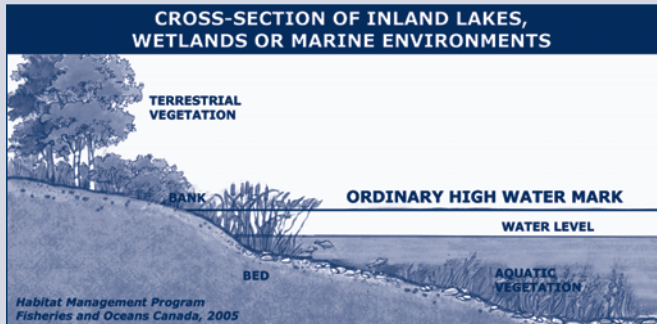 CROSS-SECTION OF INLAND LAKES,
WETLANDS OR MARINE ENVIRONMENTS
TERRESTRIAL
VEGETATION
BANK
ORDINARY HIGH WATER MARK
WATER LEVEL
BED
AQUATIC
VEGETATION
Habitat Management Program
Fisheries and Oceans Canada, 2005